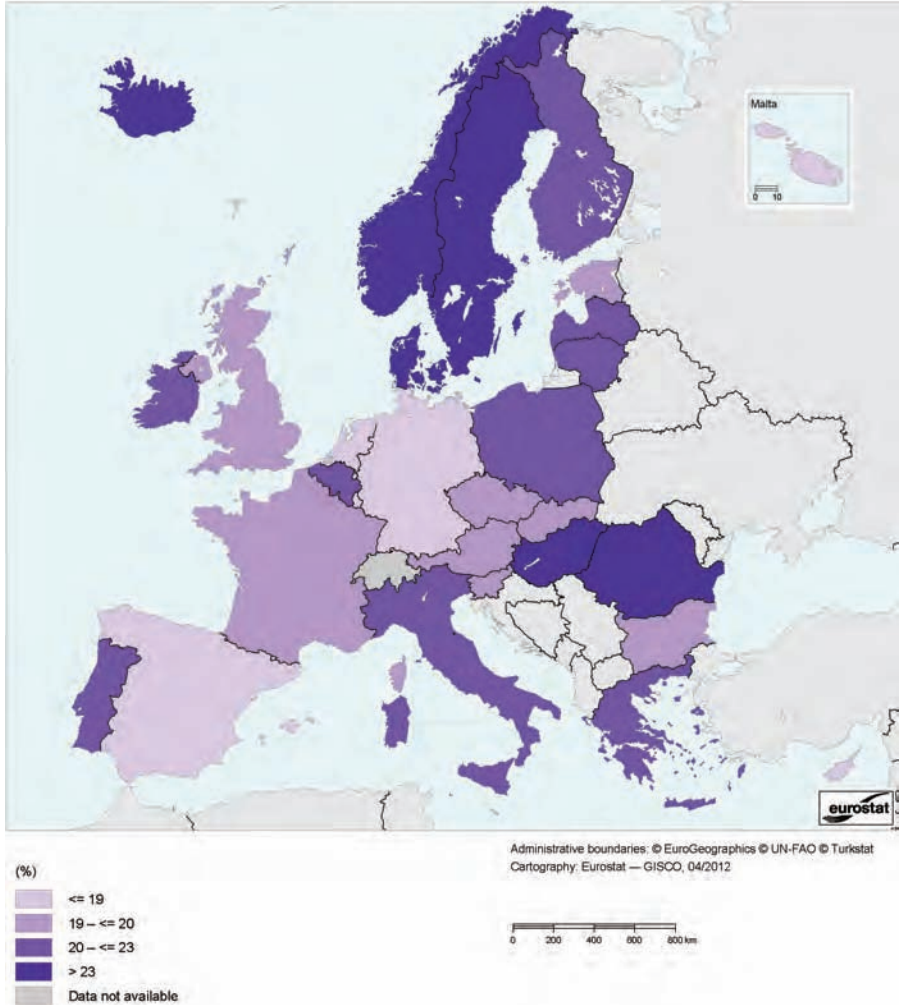 Malta
0 10
eurostat
Administrative boundaries: © EuroGeographics © UN-FAO © Turkstat
Cartography: Eurostat — GISCO, 04/2012
(%)
<= 19
19 – <= 20
20 – <= 23
> 23
Data not available
0 200 400 600 800 km